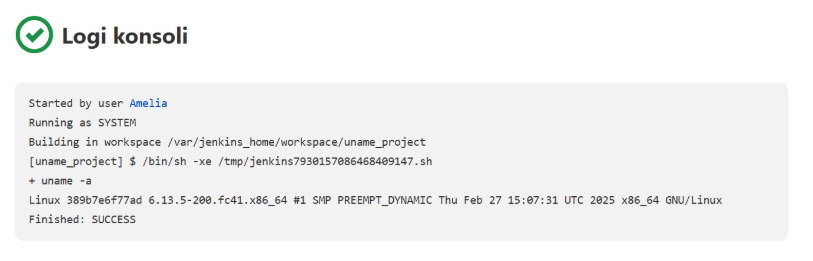 Logi konsoli
Started by user Amelia
Running as SYSTEM
Building in workspace /var/jenkins_home/workspace/uname_project
[uname_project] $ /bin/sh -xe /tmp/jenkins7930157086468409147.sh
+ uname -a
Linux 389b7e6f77ad 6.13.5-200.fc41.x86_64 #1 SMP PREEMPT_DYNAMIC Thu Feb 27 15:07:31 UTC 2025 x86_64 GNU/Linux
Finished: SUCCESS